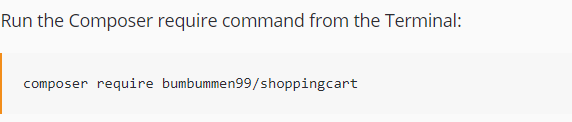 Run the Composer require command from the Terminal:
composer require bumbummen99/shoppingcart